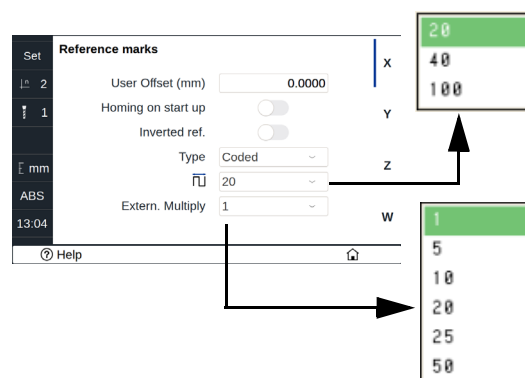 Set
2
1
mm
ABS
13:04
Reference marks
User Offset (mm) 0.0000
Homing on start up
Inverted ref.
Type Coded
20
Extern. Multiply 1
X
Y
Z
W
? Help
20
40
100
1
5
10
20
25
50